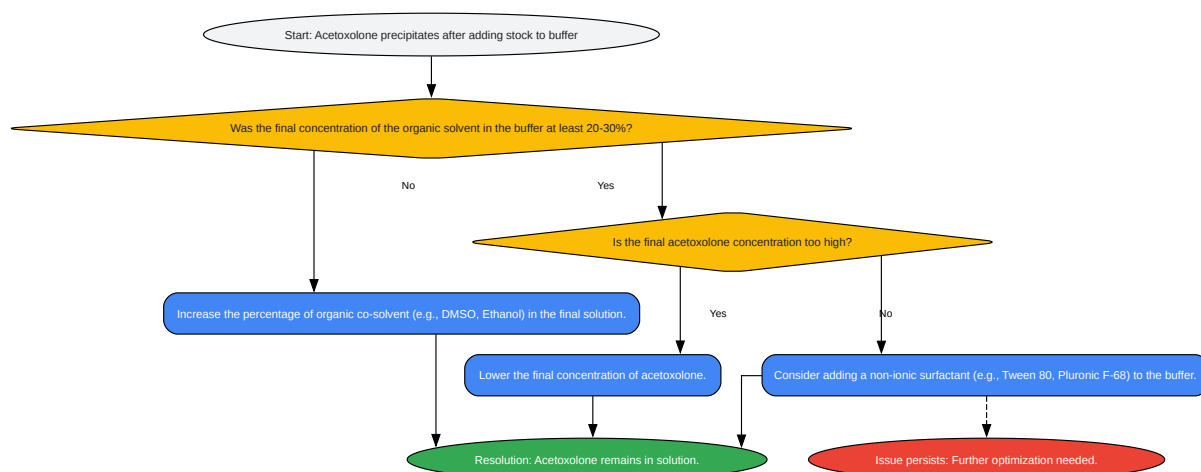 Start: Acetoxolone precipitates after adding stock to buffer
Was the final concentration of the organic solvent in the buffer at least 20-30%?
No
Yes
Is the final acetoxolone concentration too high?
Increase the percentage of organic co-solvent (e.g., DMSO, Ethanol) in the final solution.
Yes
No
Lower the final concentration of acetoxolone.
Consider adding a non-ionic surfactant (e.g., Tween 80, Pluronic F-68) to the buffer.
Resolution: Acetoxolone remains in solution.
Issue persists: Further optimization needed.